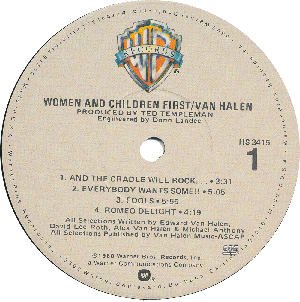 WB
RECORDS
WOMEN AND CHILDREN FIRST/VAN HALEN
PRODUCED BY TED TEMPLEMAN
Engineered by Donn Landee
HS 3415
1
1. AND THE CRADLE WILL ROCK. . . • 3:31
2. EVERYBODY WANTS SOME!! • 5:05
3. FOOLS • 5:55
4. ROMEO DELIGHT • 4:19
All Selections Written by Edward Van Halen,
David Lee Roth, Alex Van Halen & Michael Anthony
All Selections Published by Van Halen Music-ASCAP
©1980 Warner Bros. Records, Inc.
a Warner Communications Company